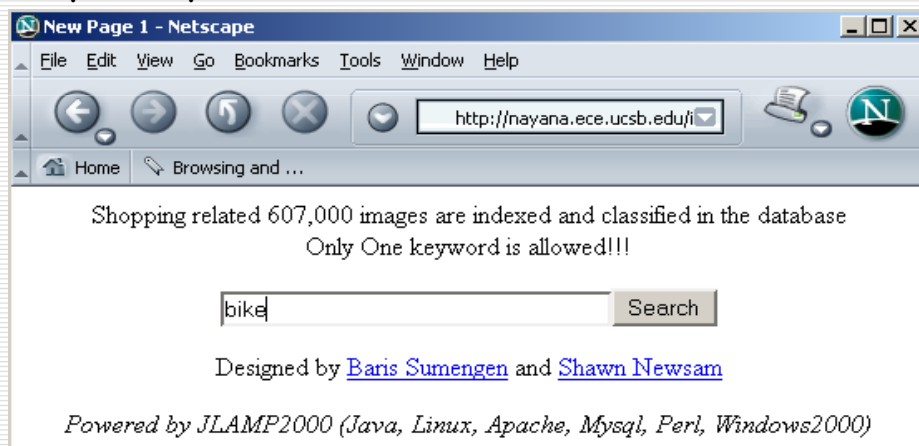 New Page 1 - Netscape
File Edit View Go Bookmarks Tools Window Help
http://nayana.ece.ucsb.edu/i
N
Home Browsing and ...
Shopping related 607,000 images are indexed and classified in the database
Only One keyword is allowed!!!
bike Search
Designed by Baris Sumengen and Shawn Newsam
Powered by JLAMP2000 (Java, Linux, Apache, Mysql, Perl, Windows2000)